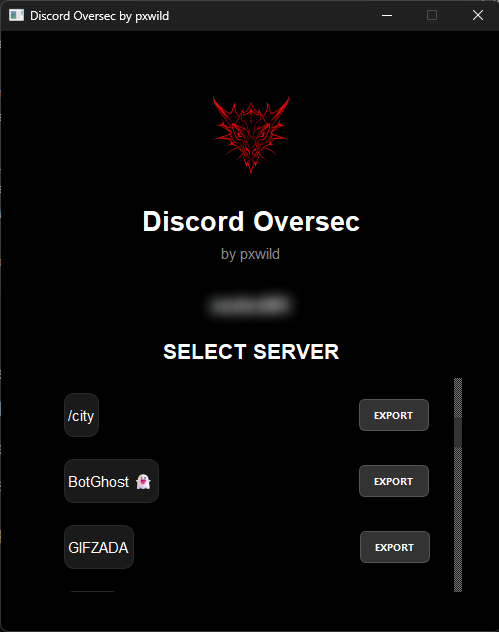 Discord Oversec by pxwild
Discord Oversec
by pxwild
SELECT SERVER
/city
EXPORT
BotGhost 👻
EXPORT
GIFZADA
EXPORT